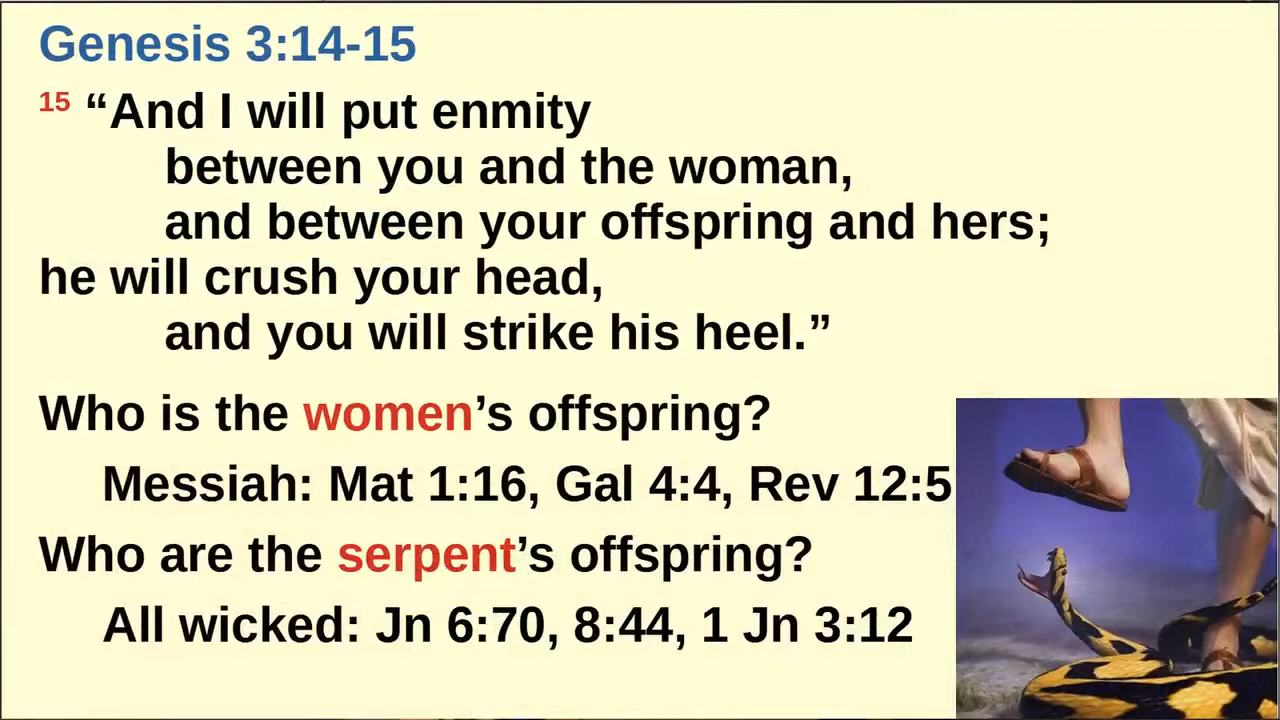 Genesis 3:14-15
15 “And I will put enmity
between you and the woman,
and between your offspring and hers;
he will crush your head,
and you will strike his heel.”
Who is the women’s offspring?
Messiah: Mat 1:16, Gal 4:4, Rev 12:5
Who are the serpent’s offspring?
All wicked: Jn 6:70, 8:44, 1 Jn 3:12